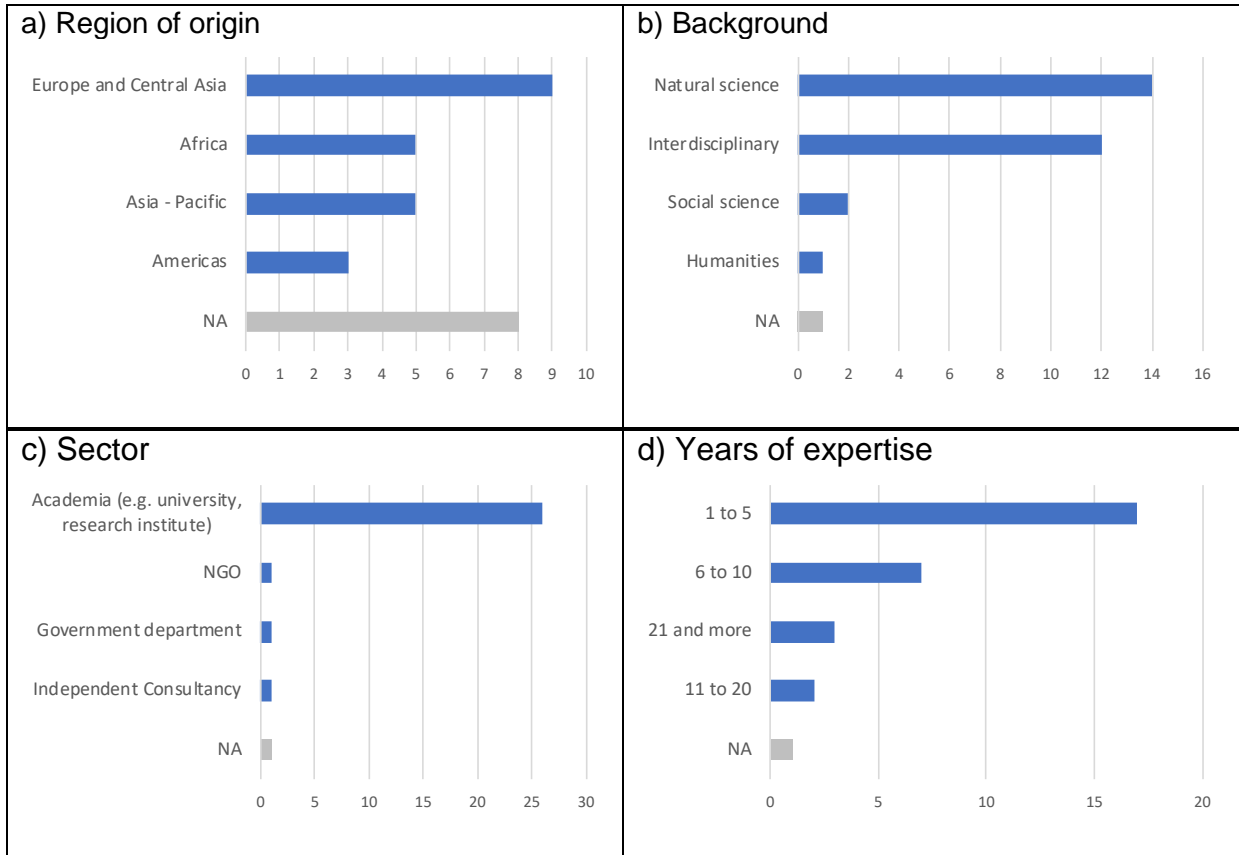 a) Region of origin
Europe and Central Asia
Africa
Asia - Pacific
Americas
NA
0 1 2 3 4 5 6 7 8 9 10
b) Background
Natural science
Interdisciplinary
Social science
Humanities
NA
0 2 4 6 8 10 12 14 16
c) Sector
Academia (e.g. university,
research institute)
NGO
Government department
Independent Consultancy
NA
0 5 10 15 20 25 30
d) Years of expertise
1 to 5
6 to 10
21 and more
11 to 20
NA
0 5 10 15 20